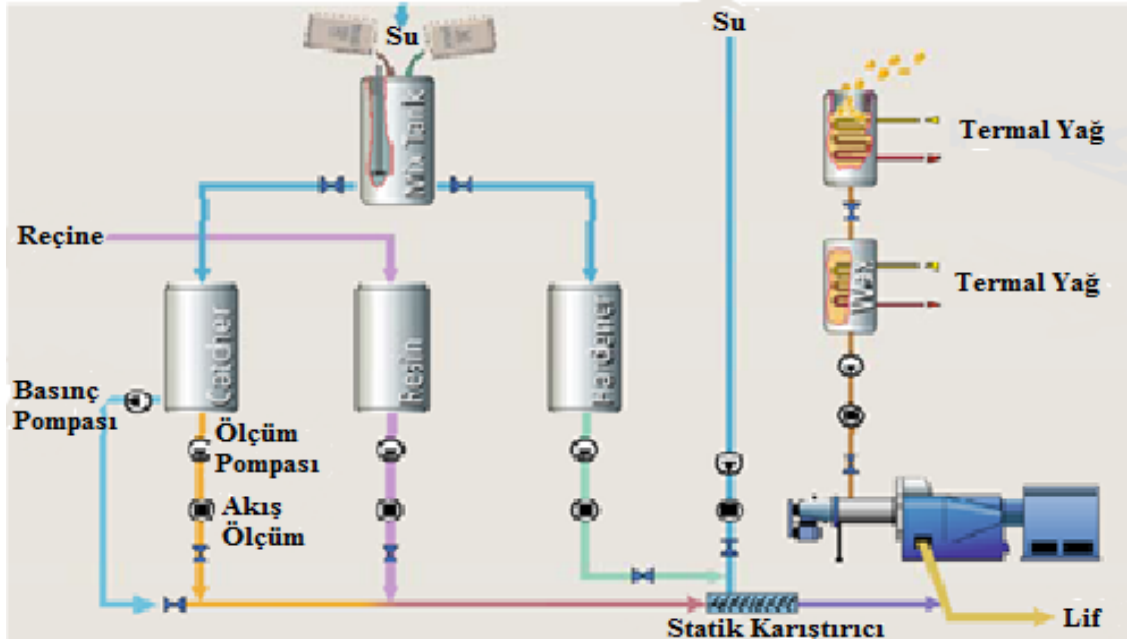 Su
Su
Mix Tank
Termal Yağ
Reçine
Termal Yağ
Wax
Catcher
Resin
Hardener
Basınç
Pompası
Ölçüm
Pompası
Akış
Ölçüm
Lif
Statik Karıştırıcı